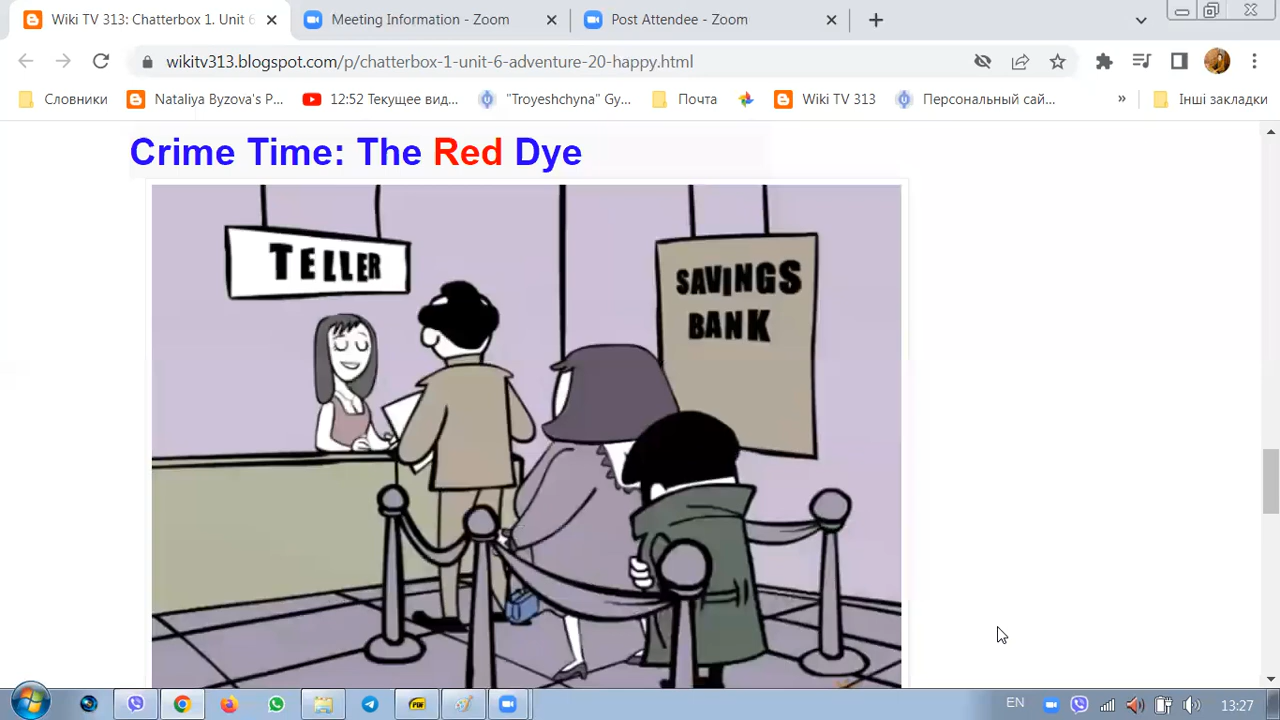 Wiki TV 313: Chatterbox 1. Unit 6
Meeting Information - Zoom
Post Attendee - Zoom
wikitv313.blogspot.com/p/chatterbox-1-unit-6-adventure-20-happy.html
Словники
Nataliya Byzova's P...
12:52 Текущее вид...
"Troyeshchyna" Gy...
Почта
WikiTV 313
Персональный сай...
»
Інші закладки
Crime Time: The Red Dye
TELLER
SAVINGS
BANK
PDF
EN
13:27